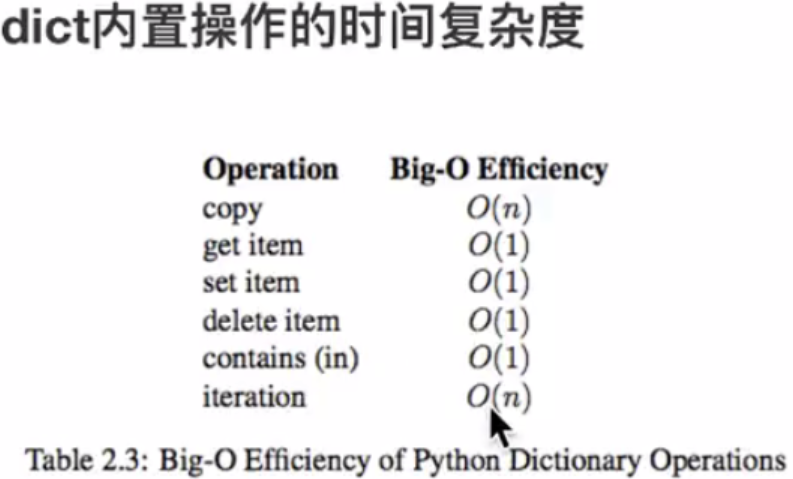 dict内置操作的时间复杂度
Operation Big-O Efficiency
copy O(n)
get item O(1)
set item O(1)
delete item O(1)
contains (in) O(1)
iteration O(n)
Table 2.3: Big-O Efficiency of Python Dictionary Operations